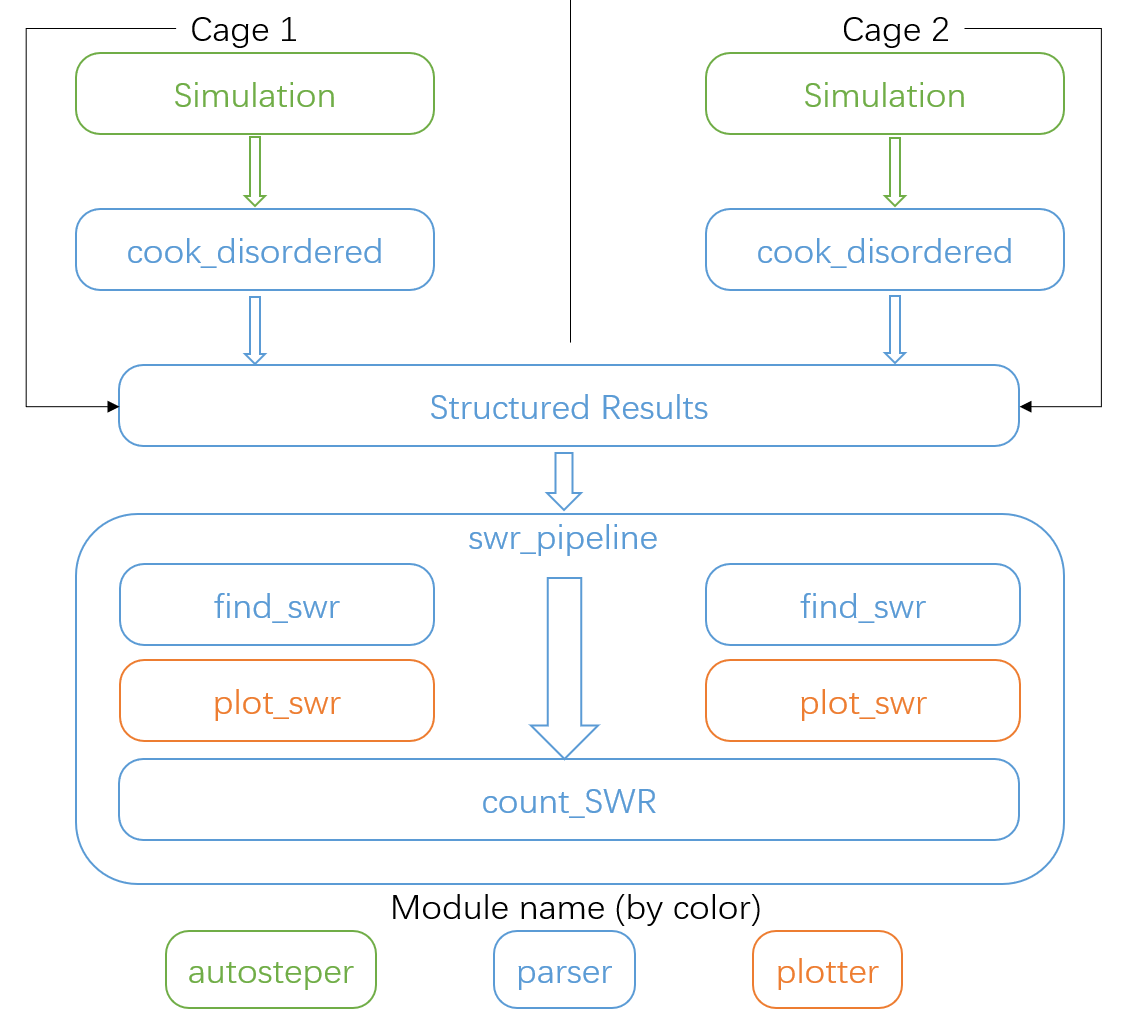 Cage 1
Cage 2
Simulation
Simulation
cook_disordered
cook_disordered
Structured Results
swr_pipeline
find_swr
find_swr
plot_swr
plot_swr
count_SWR
Module name (by color)
autosteper
parser
plotter